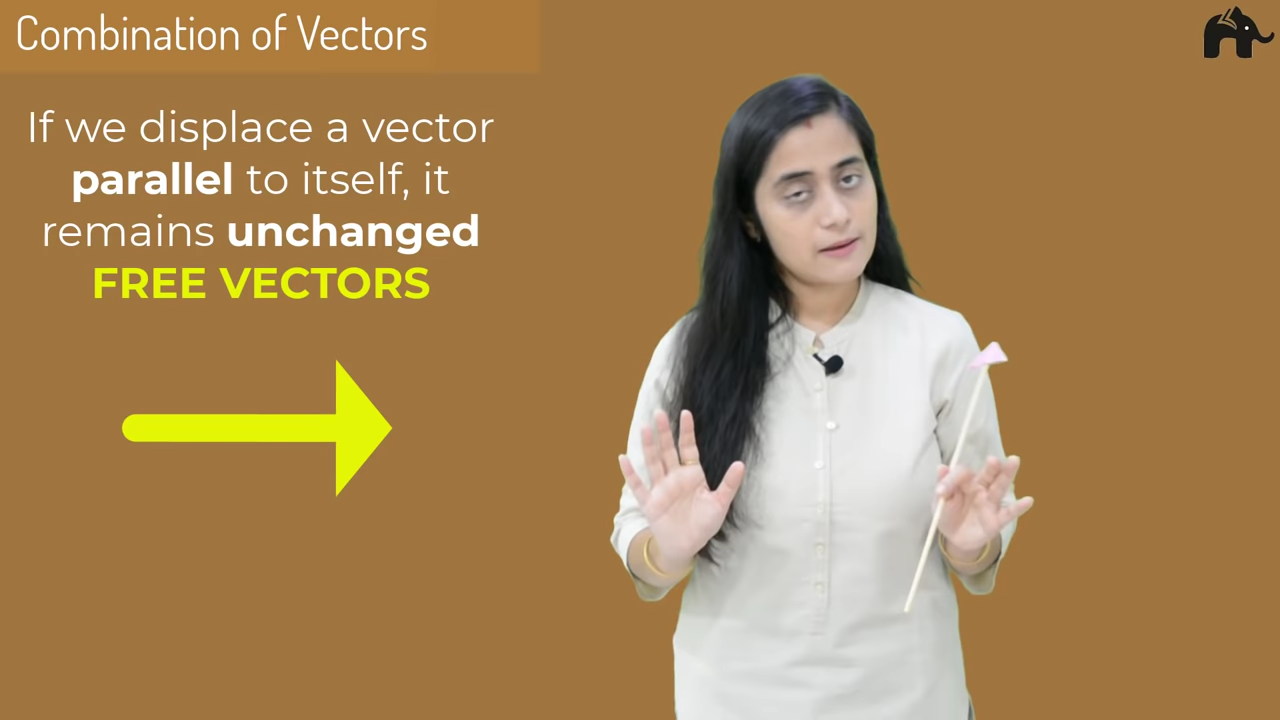 Combination of Vectors
If we displace a vector
parallel to itself, it
remains unchanged
FREE VECTORS